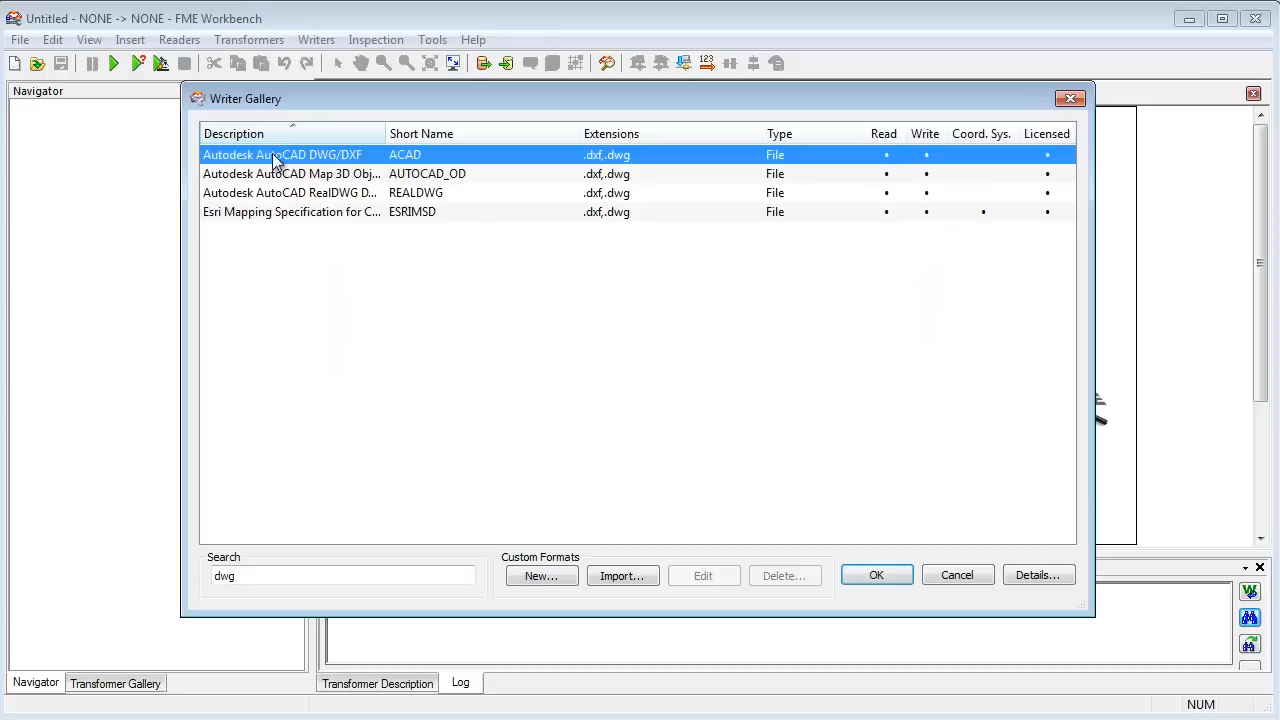 Untitled - NONE -> NONE - FME Workbench
File Edit View Insert Readers Transformers Writers Inspection Tools Help
Navigator
Writer Gallery
Description Short Name Extensions Type Read Write Coord. Sys. Licensed
Autodesk AutoCAD DWG/DXF ACAD .dxf,.dwg File • • •
Autodesk AutoCAD Map 3D Obj... AUTOCAD_OD .dxf,.dwg File • • •
Autodesk AutoCAD RealDWG D... REALDWG .dxf,.dwg File • • •
Esri Mapping Specification for C... ESRIMSD .dxf,.dwg File • • • •
Search Custom Formats
dwg New... Import... Edit Delete... OK Cancel Details...
Navigator Transformer Gallery Transformer Description Log
NUM